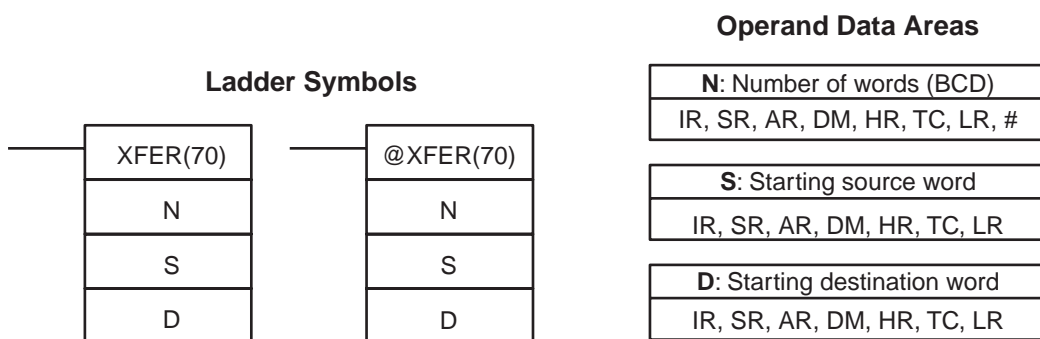 Operand Data Areas
Ladder Symbols
N: Number of words (BCD)
IR, SR, AR, DM, HR, TC, LR, #
XFER(70)
@XFER(70)
S: Starting source word
N
N
IR, SR, AR, DM, HR, TC, LR
S
S
D: Starting destination word
D
D
IR, SR, AR, DM, HR, TC, LR